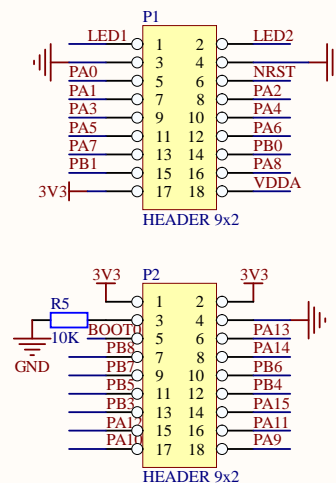 P1
LED1 1 2 LED2
3 4
PA0 5 6 NRST
PA1 7 8 PA2
PA3 9 10 PA4
PA5 11 12 PA6
PA7 13 14 PB0
PB1 15 16 PA8
3V3 17 18 VDDA
HEADER 9x2
3V3 P2 3V3
1 2
R5 3 4
10K BOOT0 5 6 PA13
GND PB8 7 8 PA14
PB7 9 10 PB6
PB5 11 12 PB4
PB3 13 14 PA15
PA12 15 16 PA11
PA10 17 18 PA9
HEADER 9x2